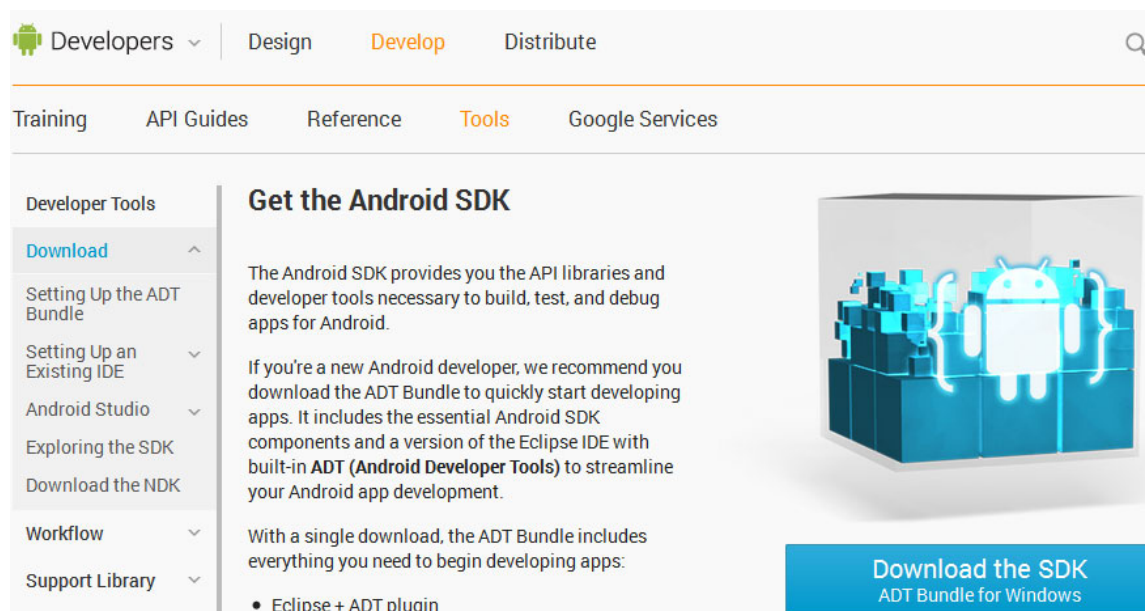 Developers Design Develop Distribute
Training API Guides Reference Tools Google Services
Developer Tools
Download
Setting Up the ADT
Bundle
Setting Up an
Existing IDE
Android Studio
Exploring the SDK
Download the NDK
Workflow
Support Library
Get the Android SDK
The Android SDK provides you the API libraries and
developer tools necessary to build, test, and debug
apps for Android.
If you're a new Android developer, we recommend you
download the ADT Bundle to quickly start developing
apps. It includes the essential Android SDK
components and a version of the Eclipse IDE with
built-in ADT (Android Developer Tools) to streamline
your Android app development.
With a single download, the ADT Bundle includes
everything you need to begin developing apps:
• Eclipse + ADT plugin
Download the SDK
ADT Bundle for Windows